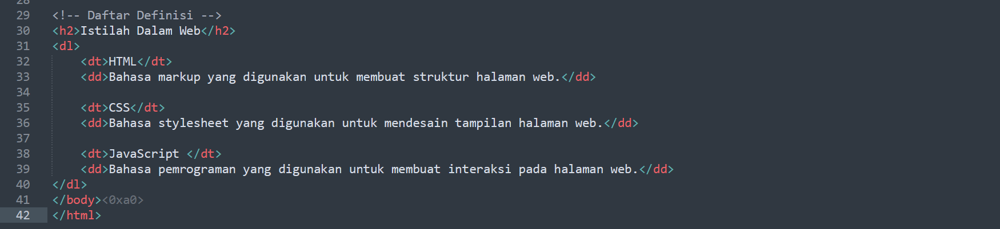 28
29 <!-- Daftar Definisi -->
30 <h2>Istilah Dalam Web</h2>
31 <dl>
32     <dt>HTML</dt>
33     <dd>Bahasa markup yang digunakan untuk membuat struktur halaman web.</dd>
34
35     <dt>CSS</dt>
36     <dd>Bahasa stylesheet yang digunakan untuk mendesain tampilan halaman web.</dd>
37
38     <dt>JavaScript </dt>
39     <dd>Bahasa pemrograman yang digunakan untuk membuat interaksi pada halaman web.</dd>
40 </dl>
41 </body><0xa0>
42 </html>